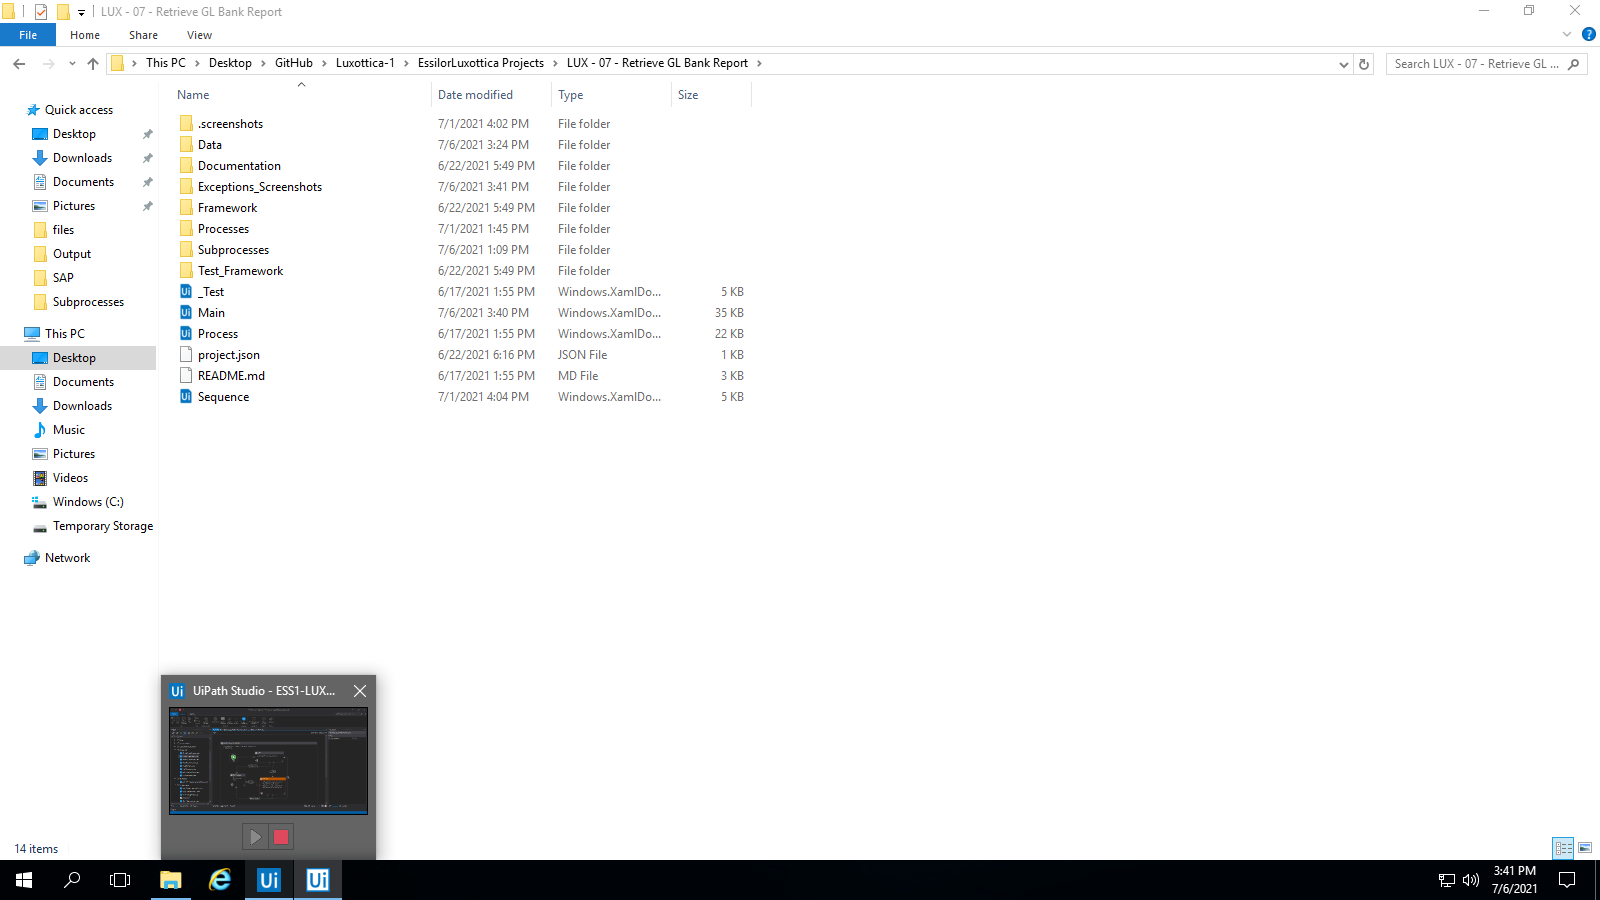 LUX - 07 - Retrieve GL Bank Report
File Home Share View
This PC Desktop GitHub Luxottica-1 EssilorLuxottica Projects LUX - 07 - Retrieve GL Bank Report
Search LUX - 07 - Retrieve GL ...
Name Date modified Type Size
Quick access
Desktop
Downloads
Documents
Pictures
files
Output
SAP
Subprocesses
This PC
Desktop
Documents
Downloads
Music
Pictures
Videos
Windows (C:)
Temporary Storage
Network
.screenshots 7/1/2021 4:02 PM File folder
Data 7/6/2021 3:24 PM File folder
Documentation 6/22/2021 5:49 PM File folder
Exceptions_Screenshots 7/6/2021 3:41 PM File folder
Framework 6/22/2021 5:49 PM File folder
Processes 7/1/2021 1:45 PM File folder
Subprocesses 7/6/2021 1:09 PM File folder
Test_Framework 6/22/2021 5:49 PM File folder
_Test 6/17/2021 1:55 PM Windows.XamlDo... 5 KB
Main 7/6/2021 3:40 PM Windows.XamlDo... 35 KB
Process 6/17/2021 1:55 PM Windows.XamlDo... 22 KB
project.json 6/22/2021 6:16 PM JSON File 1 KB
README.md 6/17/2021 1:55 PM MD File 3 KB
Sequence 7/1/2021 4:04 PM Windows.XamlDo... 5 KB
Ui UiPath Studio - ESS1-LUX...
14 items
Ui Ui
3:41 PM
7/6/2021